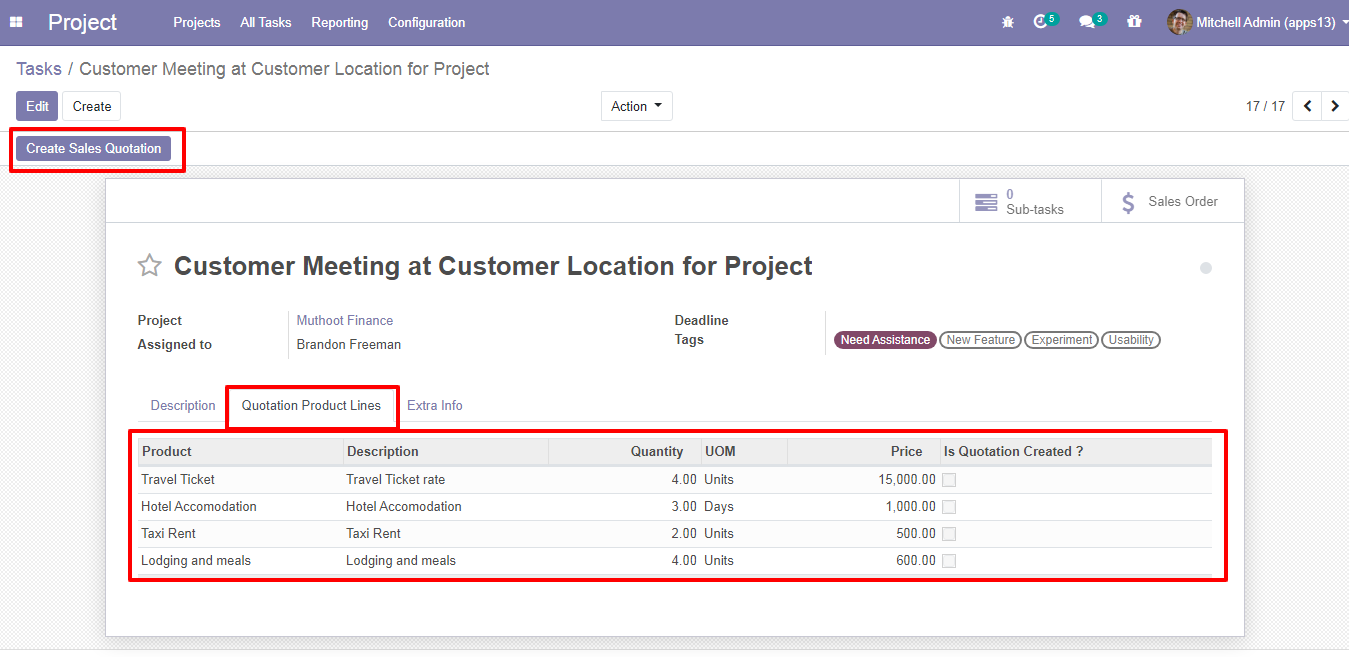 Project Projects All Tasks Reporting Configuration 5 3 Mitchell Admin (apps13)
Tasks / Customer Meeting at Customer Location for Project
Edit Create Action 17 / 17
Create Sales Quotation
0
Sub-tasks
Sales Order
Customer Meeting at Customer Location for Project
Project Muthoot Finance
Assigned to Brandon Freeman
Deadline
Tags Need Assistance New Feature Experiment Usability
Description Quotation Product Lines Extra Info
Product Description Quantity UOM Price Is Quotation Created ?
Travel Ticket Travel Ticket rate 4.00 Units 15,000.00
Hotel Accomodation Hotel Accomodation 3.00 Days 1,000.00
Taxi Rent Taxi Rent 2.00 Units 500.00
Lodging and meals Lodging and meals 4.00 Units 600.00